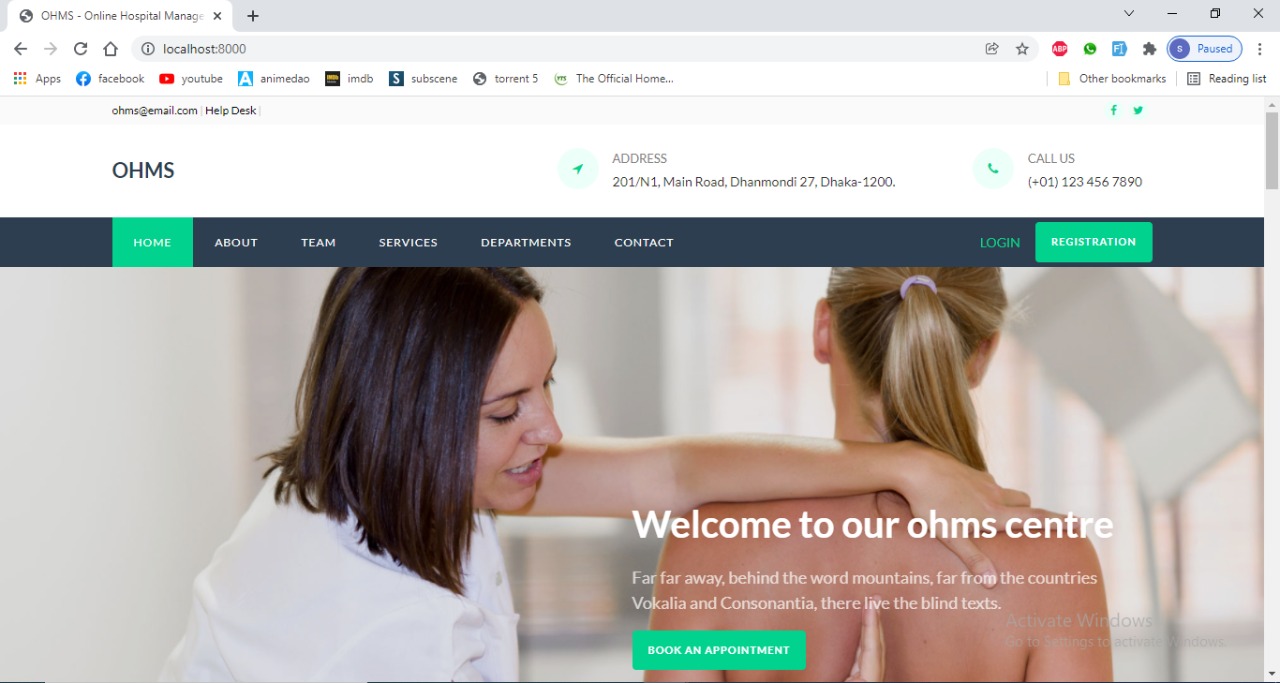 OHMS - Online Hospital Manage
localhost:8000
ABP
S Paused
Apps facebook youtube animedao imdb subscene torrent 5 The Official Home... Other bookmarks Reading list
ohms@email.com | Help Desk |
OHMS
ADDRESS
201/N1, Main Road, Dhanmondi 27, Dhaka-1200.
CALL US
(+01) 123 456 7890
HOME ABOUT TEAM SERVICES DEPARTMENTS CONTACT LOGIN REGISTRATION
Welcome to our ohms centre
Far far away, behind the word mountains, far from the countries
Vokalia and Consonantia, there live the blind texts.
BOOK AN APPOINTMENT
Activate Windows
Go to Settings to activate Windows.